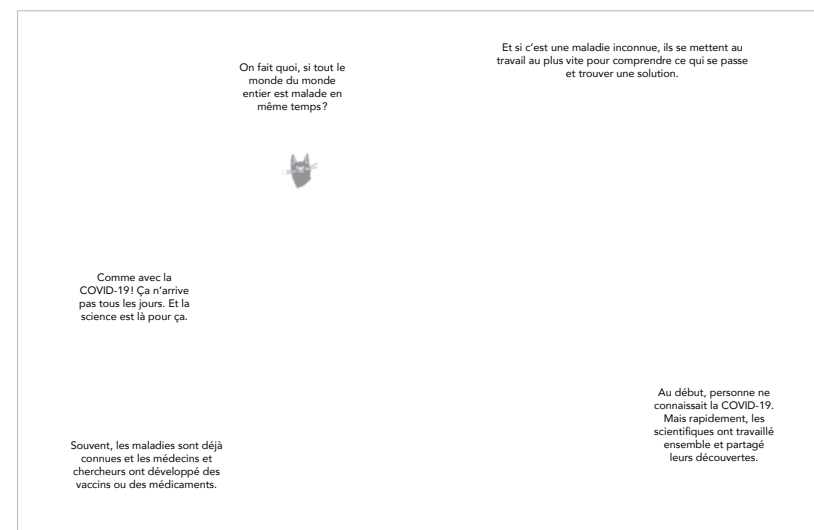 On fait quoi, si tout le
monde du monde
entier est malade en
même temps ?
Comme avec la
COVID-19 ! Ça n’arrive
pas tous les jours. Et la
science est là pour ça.
Souvent, les maladies sont déjà
connues et les médecins et
chercheurs ont développé des
vaccins ou des médicaments.
Et si c’est une maladie inconnue, ils se mettent au
travail au plus vite pour comprendre ce qui se passe
et trouver une solution.
Au début, personne ne
connaissait la COVID-19.
Mais rapidement, les
scientifiques ont travaillé
ensemble et partagé
leurs découvertes.